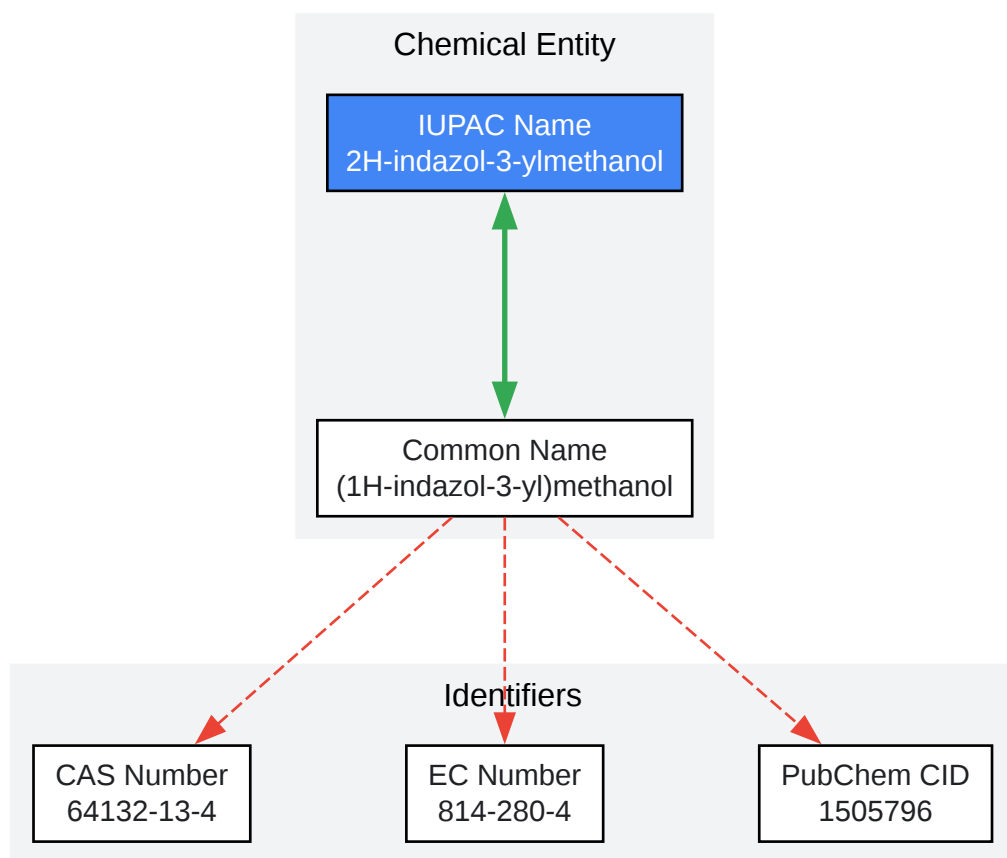 Chemical Entity
IUPAC Name
2H-indazol-3-ylmethanol
Common Name
(1H-indazol-3-yl)methanol
Identifiers
CAS Number
64132-13-4
EC Number
814-280-4
PubChem CID
1505796